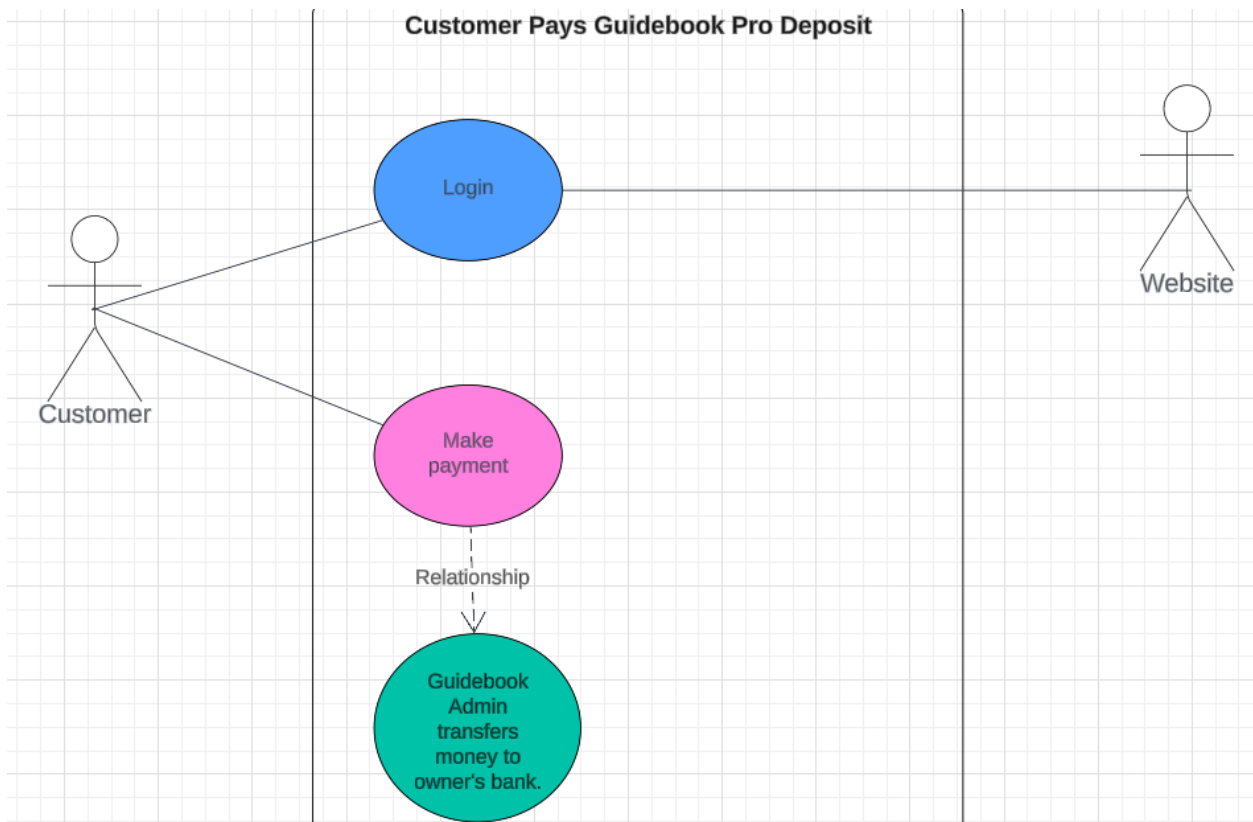 Customer Pays Guidebook Pro Deposit
Login
Website
Customer
Make
payment
Relationship
Guidebook
Admin
transfers
money to
owner's bank.